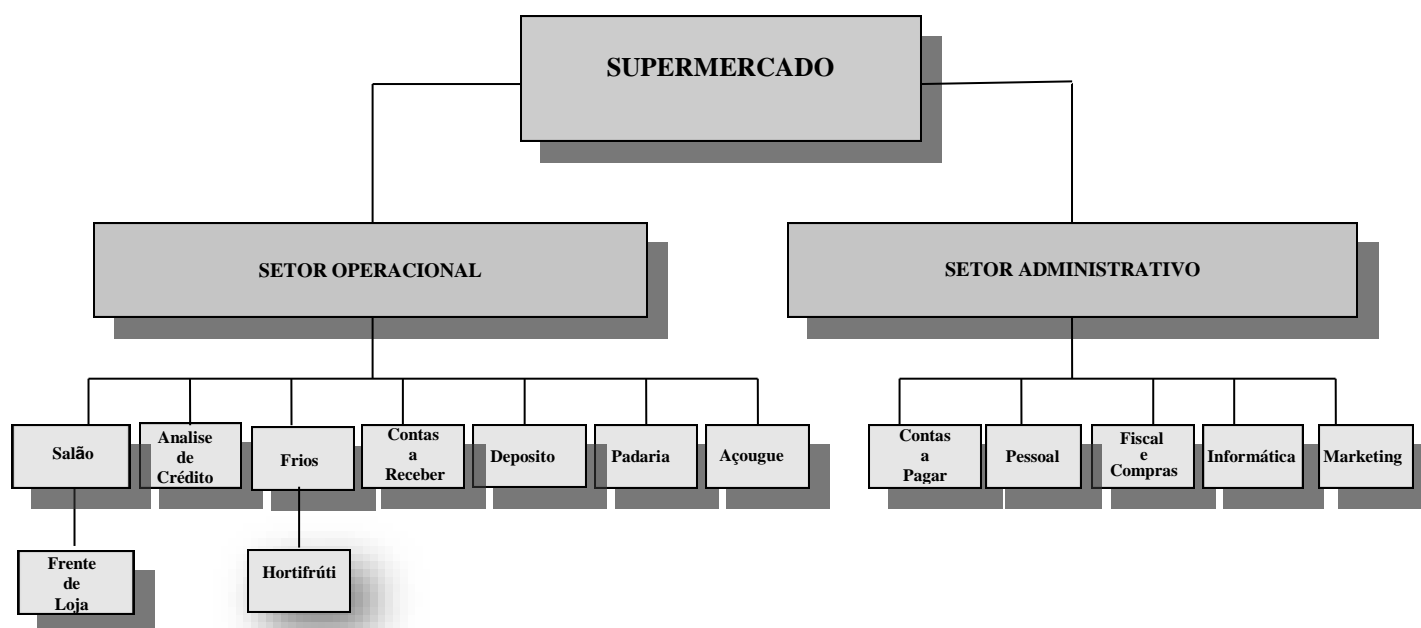 SUPERMERCADO
SETOR OPERACIONAL
SETOR ADMINISTRATIVO
Salão
Analise
de
Crédito
Frios
Contas
a
Receber
Deposito
Padaria
Açougue
Contas
a
Pagar
Pessoal
Fiscal
e
Compras
Informática
Marketing
Frente
de
Loja
Hortifrúti